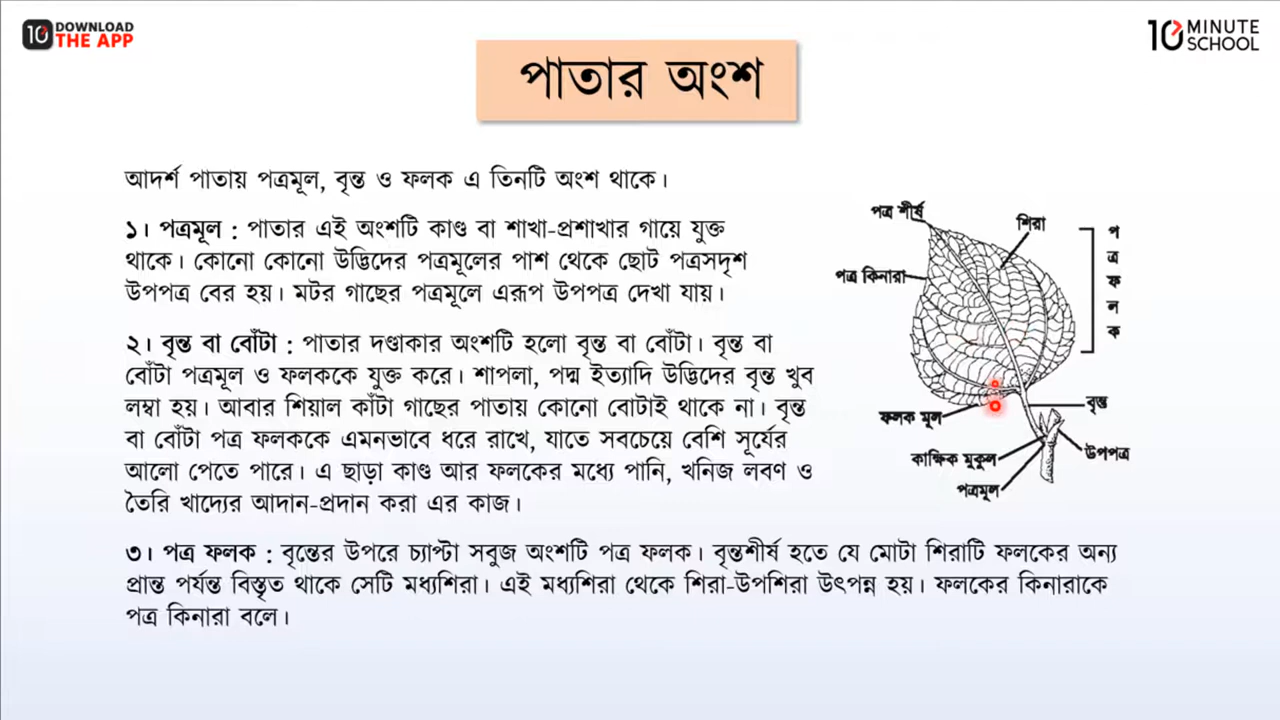 DOWNLOAD
THE APP
10 MINUTE
SCHOOL
পাতার অংশ
আদর্শ পাতায় পত্রমূল, বৃন্ত ও ফলক এ তিনটি অংশ থাকে।
১। পত্রমূল : পাতার এই অংশটি কাণ্ড বা শাখা-প্রশাখার গায়ে যুক্ত
থাকে। কোনো কোনো উদ্ভিদের পত্রমূলের পাশ থেকে ছোট পত্রসদৃশ
উপপত্র বের হয়। মটর গাছের পত্রমূলে এরূপ উপপত্র দেখা যায়।
২। বৃন্ত বা বোঁটা : পাতার দণ্ডাকার অংশটি হলো বৃন্ত বা বোঁটা। বৃন্ত বা
বোঁটা পত্রমূল ও ফলককে যুক্ত করে। শাপলা, পদ্ম ইত্যাদি উদ্ভিদের বৃন্ত খুব
লম্বা হয়। আবার শিয়াল কাঁটা গাছের পাতায় কোনো বোটাই থাকে না। বৃন্ত
বা বোঁটা পত্র ফলককে এমনভাবে ধরে রাখে, যাতে সবচেয়ে বেশি সূর্যের
আলো পেতে পারে। এ ছাড়া কাণ্ড আর ফলকের মধ্যে পানি, খনিজ লবণ ও
তৈরি খাদ্যের আদান-প্রদান করা এর কাজ।
৩। পত্র ফলক : বৃন্তের উপরে চ্যাপ্টা সবুজ অংশটি পত্র ফলক। বৃন্তশীর্ষ হতে যে মোটা শিরাটি ফলকের অন্য
প্রান্ত পর্যন্ত বিস্তৃত থাকে সেটি মধ্যশিরা। এই মধ্যশিরা থেকে শিরা-উপশিরা উৎপন্ন হয়। ফলকের কিনারাকে
পত্র কিনারা বলে।
পত্র শীর্ষ
শিরা
পত্র কিনারা
পত্রফলক
ফলক মূল
বৃন্ত
কাক্ষিক মুকুল
উপপত্র
পত্রমূল